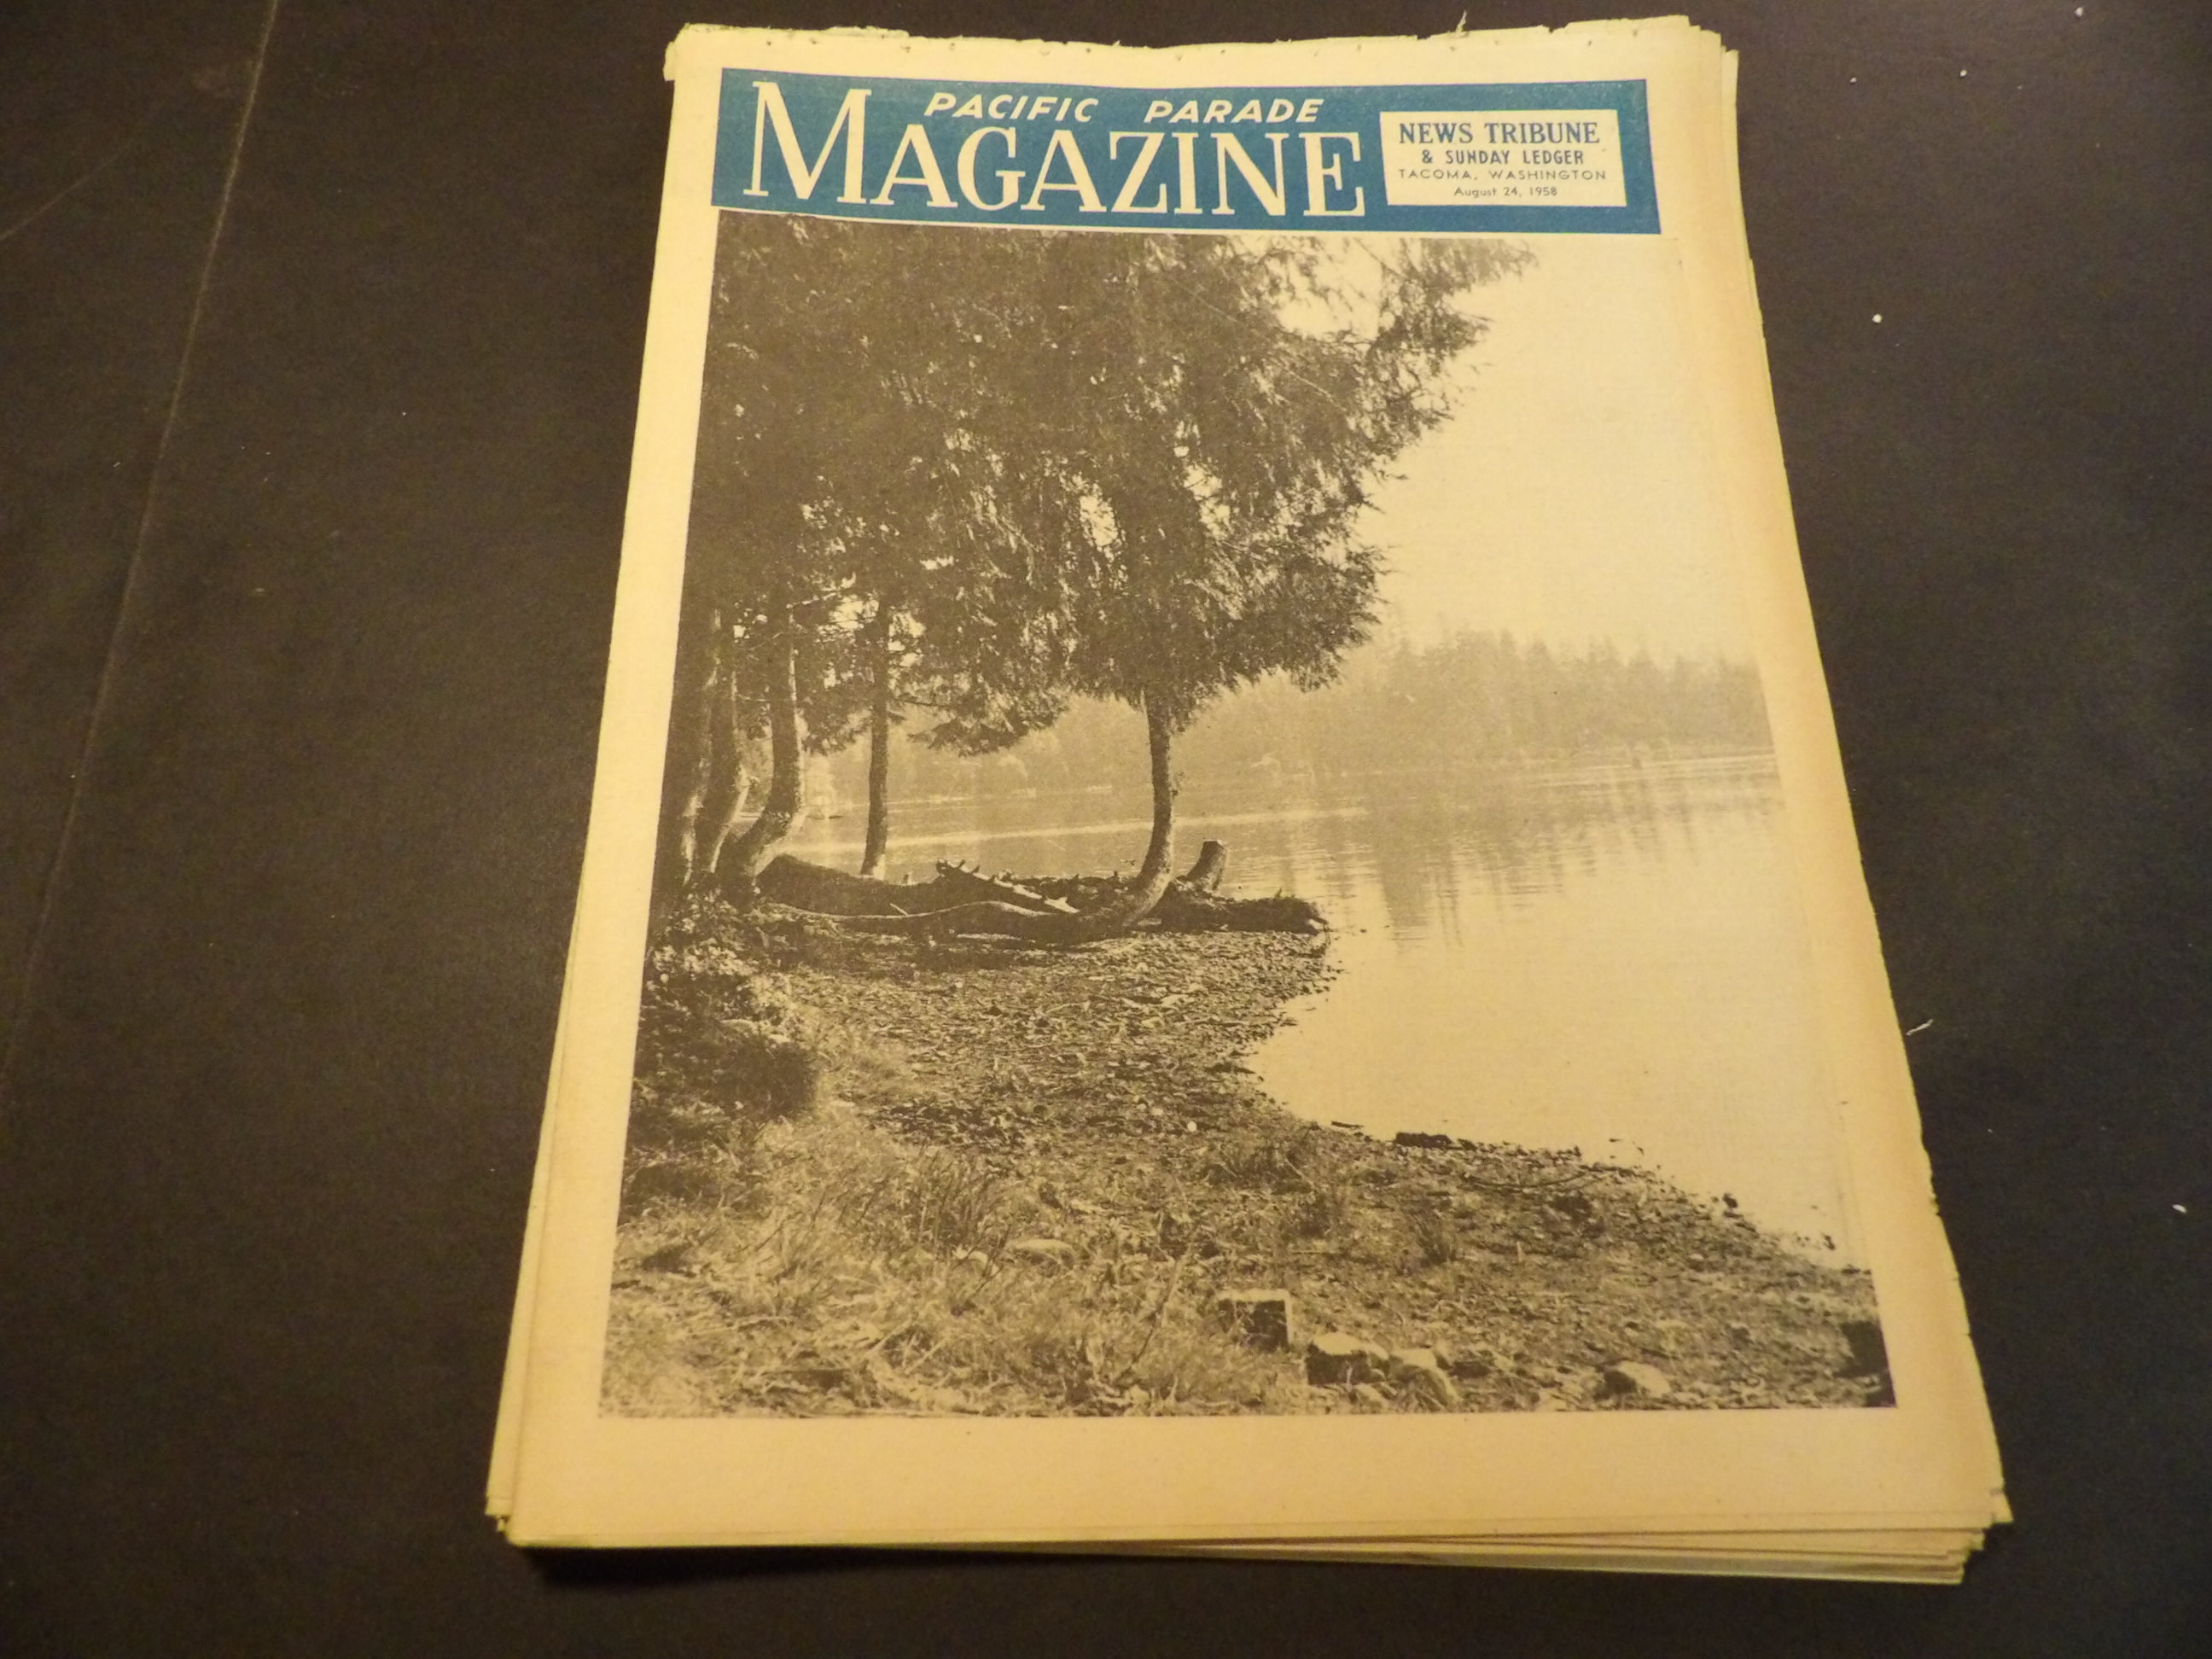 PACIFIC PARADE
MAGAZINE
NEWS TRIBUNE
& SUNDAY LEDGER
TACOMA, WASHINGTON
August 24, 1958